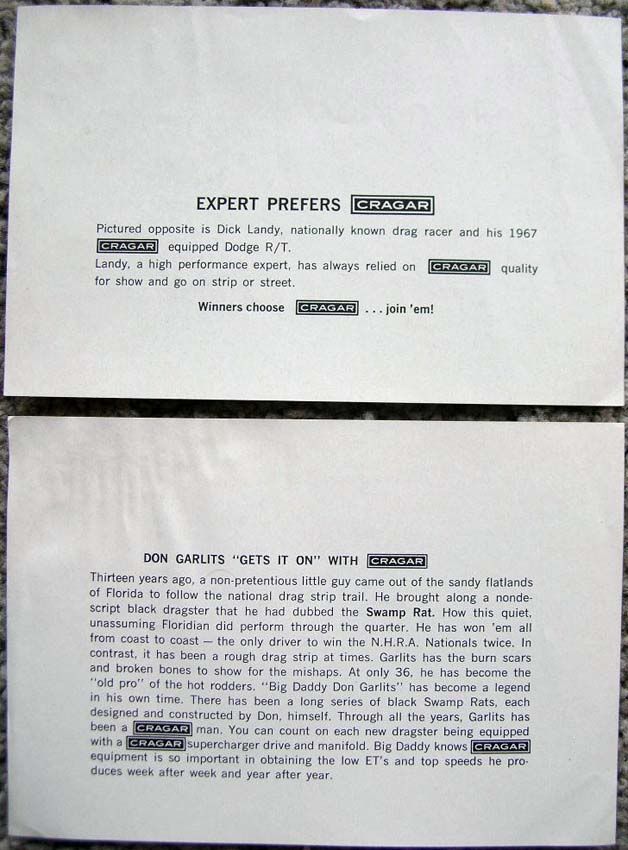 EXPERT PREFERS CRAGAR
Pictured opposite is Dick Landy, nationally known drag racer and his 1967
CRAGAR equipped Dodge R/T.
Landy, a high performance expert, has always relied on CRAGAR quality
for show and go on strip or street.
Winners choose CRAGAR ... join 'em!
DON GARLITS "GETS IT ON" WITH CRAGAR
Thirteen years ago, a non-pretentious little guy came out of the sandy flatlands
of Florida to follow the national drag strip trail. He brought along a nonde-
script black dragster that he had dubbed the Swamp Rat. How this quiet,
unassuming Floridian did perform through the quarter. He has won 'em all
from coast to coast — the only driver to win the N.H.R.A. Nationals twice. In
contrast, it has been a rough drag strip at times. Garlits has the burn scars
and broken bones to show for the mishaps. At only 36, he has become the
"old pro" of the hot rodders. "Big Daddy Don Garlits" has become a legend
in his own time. There has been a long series of black Swamp Rats, each
designed and constructed by Don, himself. Through all the years, Garlits has
been a CRAGAR man. You can count on each new dragster being equipped
with a CRAGAR supercharger drive and manifold. Big Daddy knows CRAGAR
equipment is so important in obtaining the low ET's and top speeds he pro-
duces week after week and year after year.